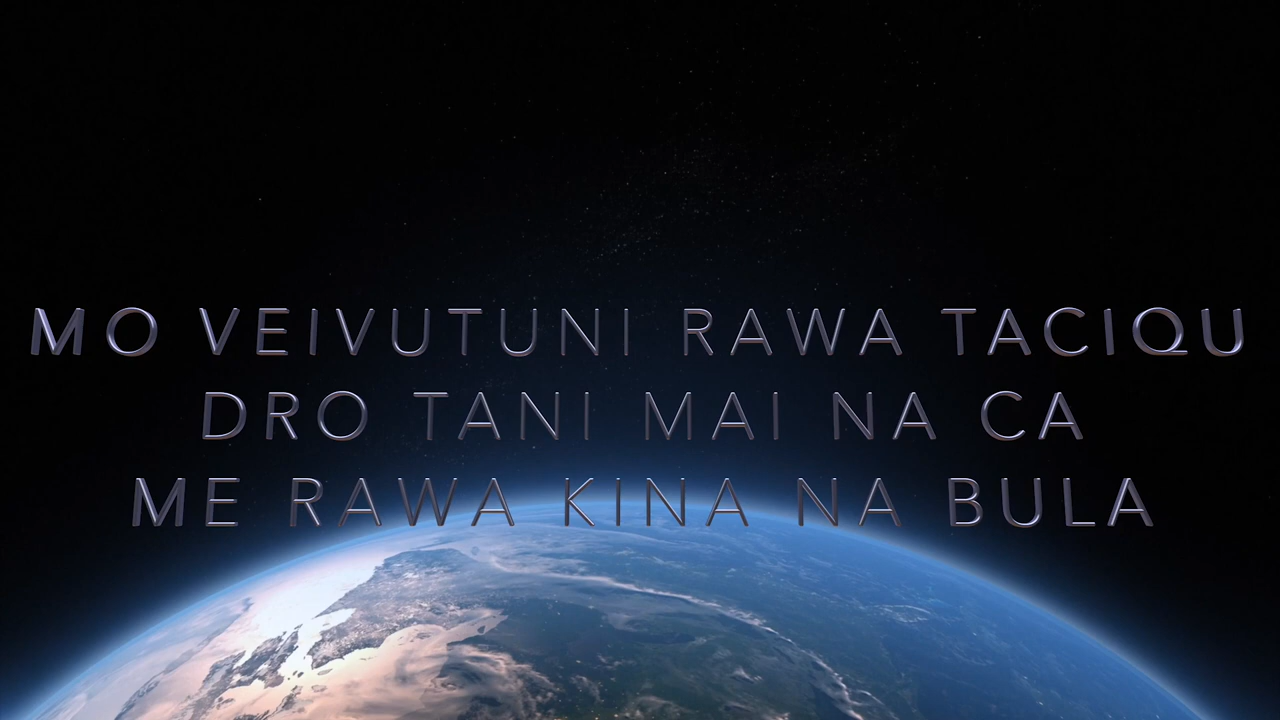 MO VEIVUTUNI RAWA TACIQU
DRO TANI MAI NA CA
ME RAWA KINA NA BULA